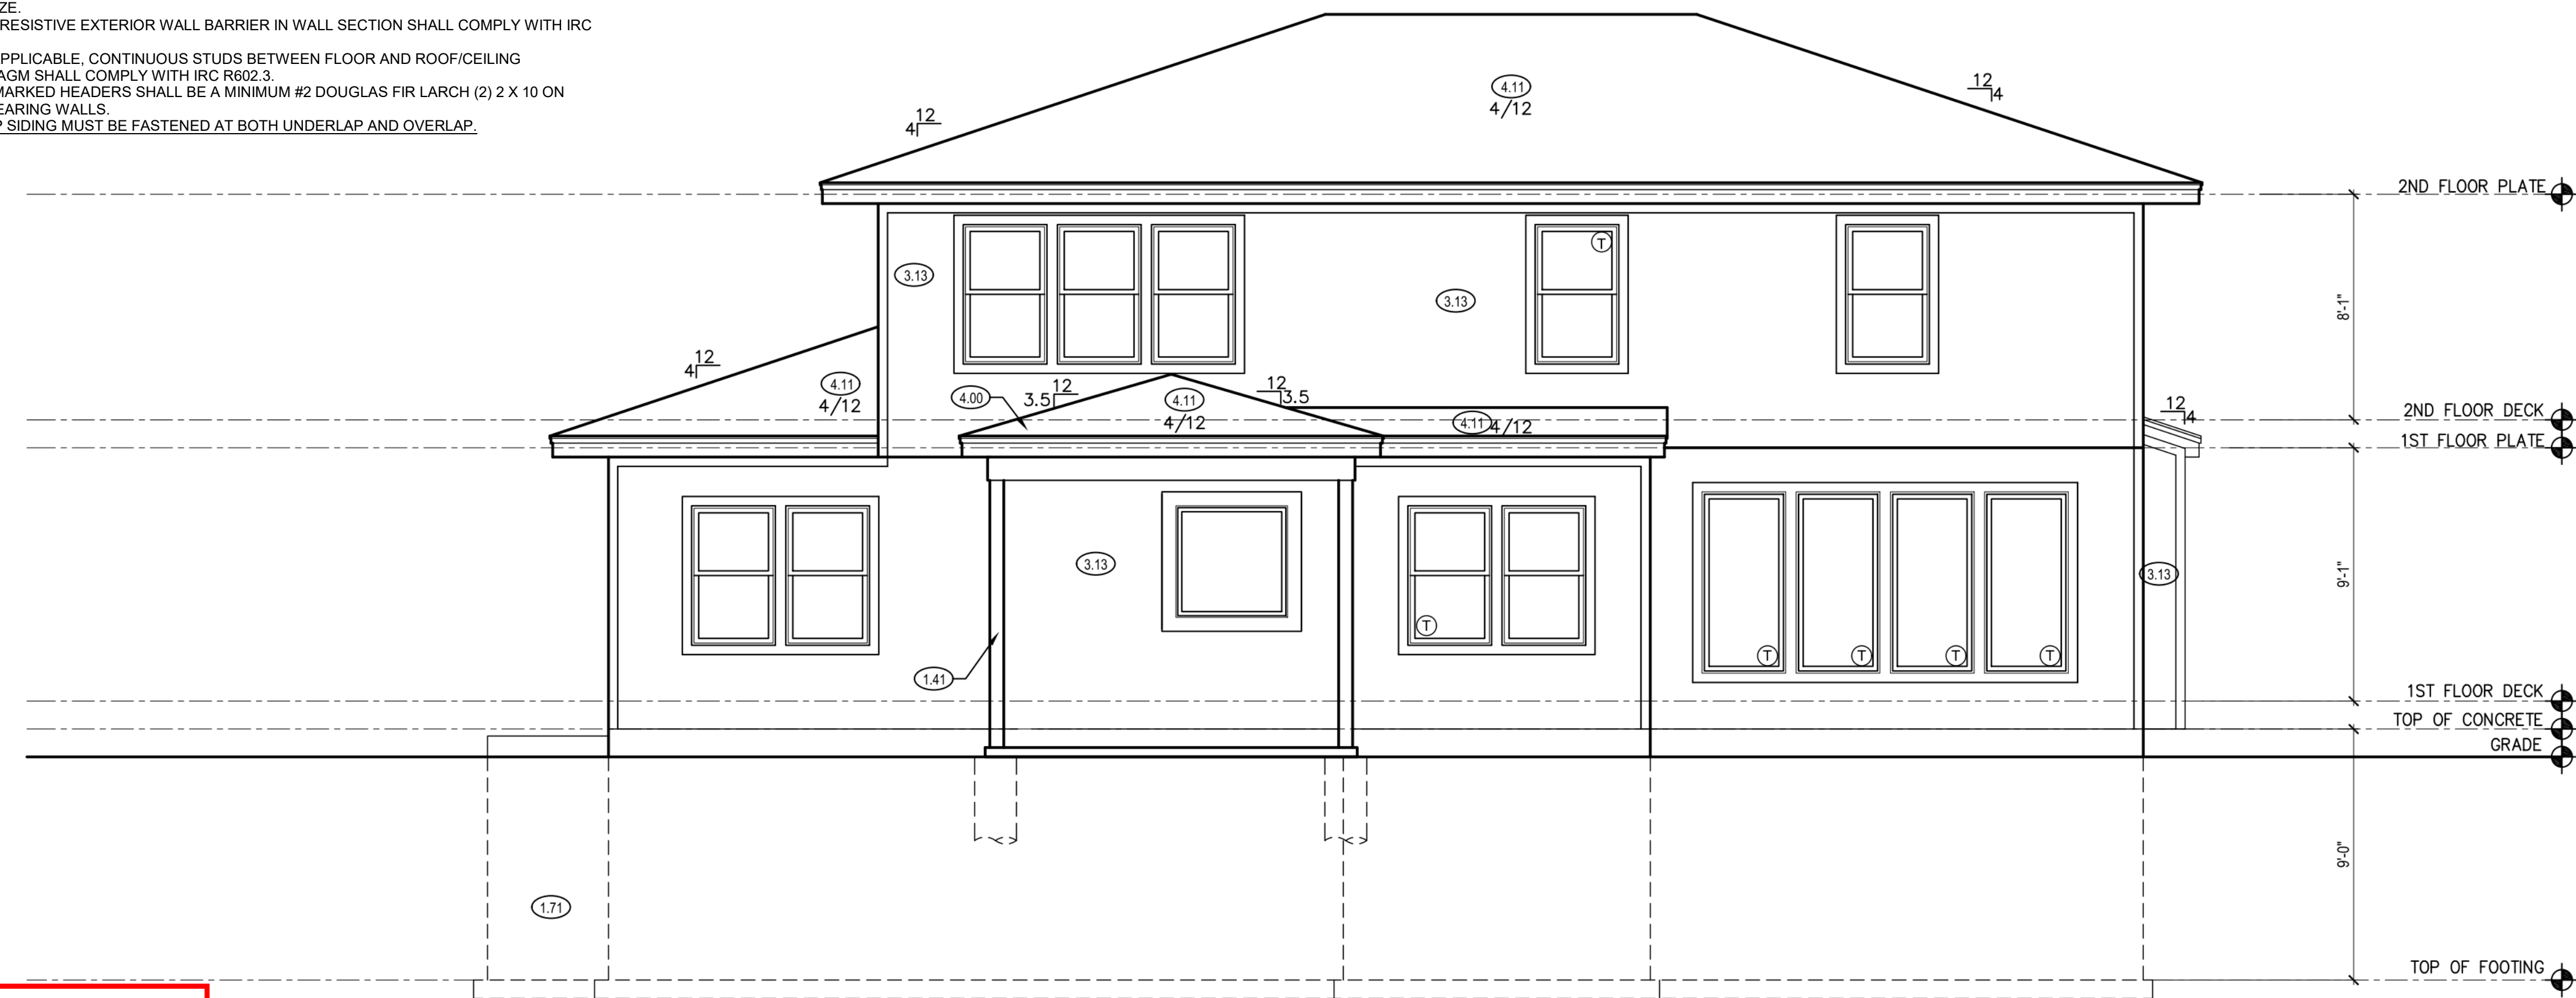 ZE.
RESISTIVE EXTERIOR WALL BARRIER IN WALL SECTION SHALL COMPLY WITH IRC
PPLICABLE, CONTINUOUS STUDS BETWEEN FLOOR AND ROOF/CEILING
AGM SHALL COMPLY WITH IRC R602.3.
MARKED HEADERS SHALL BE A MINIMUM #2 DOUGLAS FIR LARCH (2) 2 X 10 ON
EARING WALLS.
P SIDING MUST BE FASTENED AT BOTH UNDERLAP AND OVERLAP.
4.11
4/12
12
4
12
4
2ND FLOOR PLATE
T
3.13
3.13
8'-1"
12
4
4.11
4/12
4.00
12
3.5
4.11
4/12
12
3.5
4.11
4/12
12
4
2ND FLOOR DECK
1ST FLOOR PLATE
3.13
3.13
9'-1"
T
T
T
T
T
1.41
1ST FLOOR DECK
TOP OF CONCRETE
GRADE
9'-0"
1.71
TOP OF FOOTING